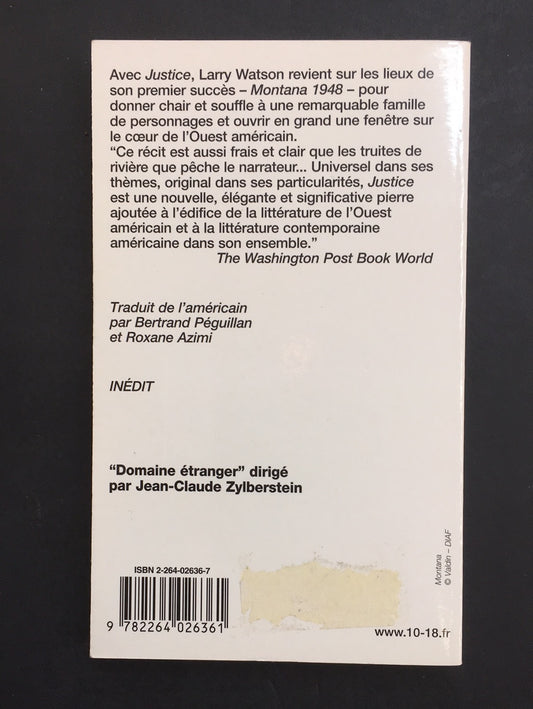 Avec Justice, Larry Watson revient sur les lieux de
son premier succès – Montana 1948 – pour
donner chair et souffle à une remarquable famille
de personnages et ouvrir en grand une fenêtre sur
le cœur de l'Ouest américain.
“Ce récit est aussi frais et clair que les truites de
rivière que pêche le narrateur... Universel dans ses
thèmes, original dans ses particularités, Justice
est une nouvelle, élégante et significative pierre
ajoutée à l'édifice de la littérature de l'Ouest
américain et à la littérature contemporaine
américaine dans son ensemble.”
The Washington Post Book World
Traduit de l'américain
par Bertrand Péguillan
et Roxane Azimi
INÉDIT
“Domaine étranger” dirigé
par Jean-Claude Zylberstein
ISBN 2-264-02636-7
9 782264 026361
Montana
© Valdin – DIAF
www.10-18.fr